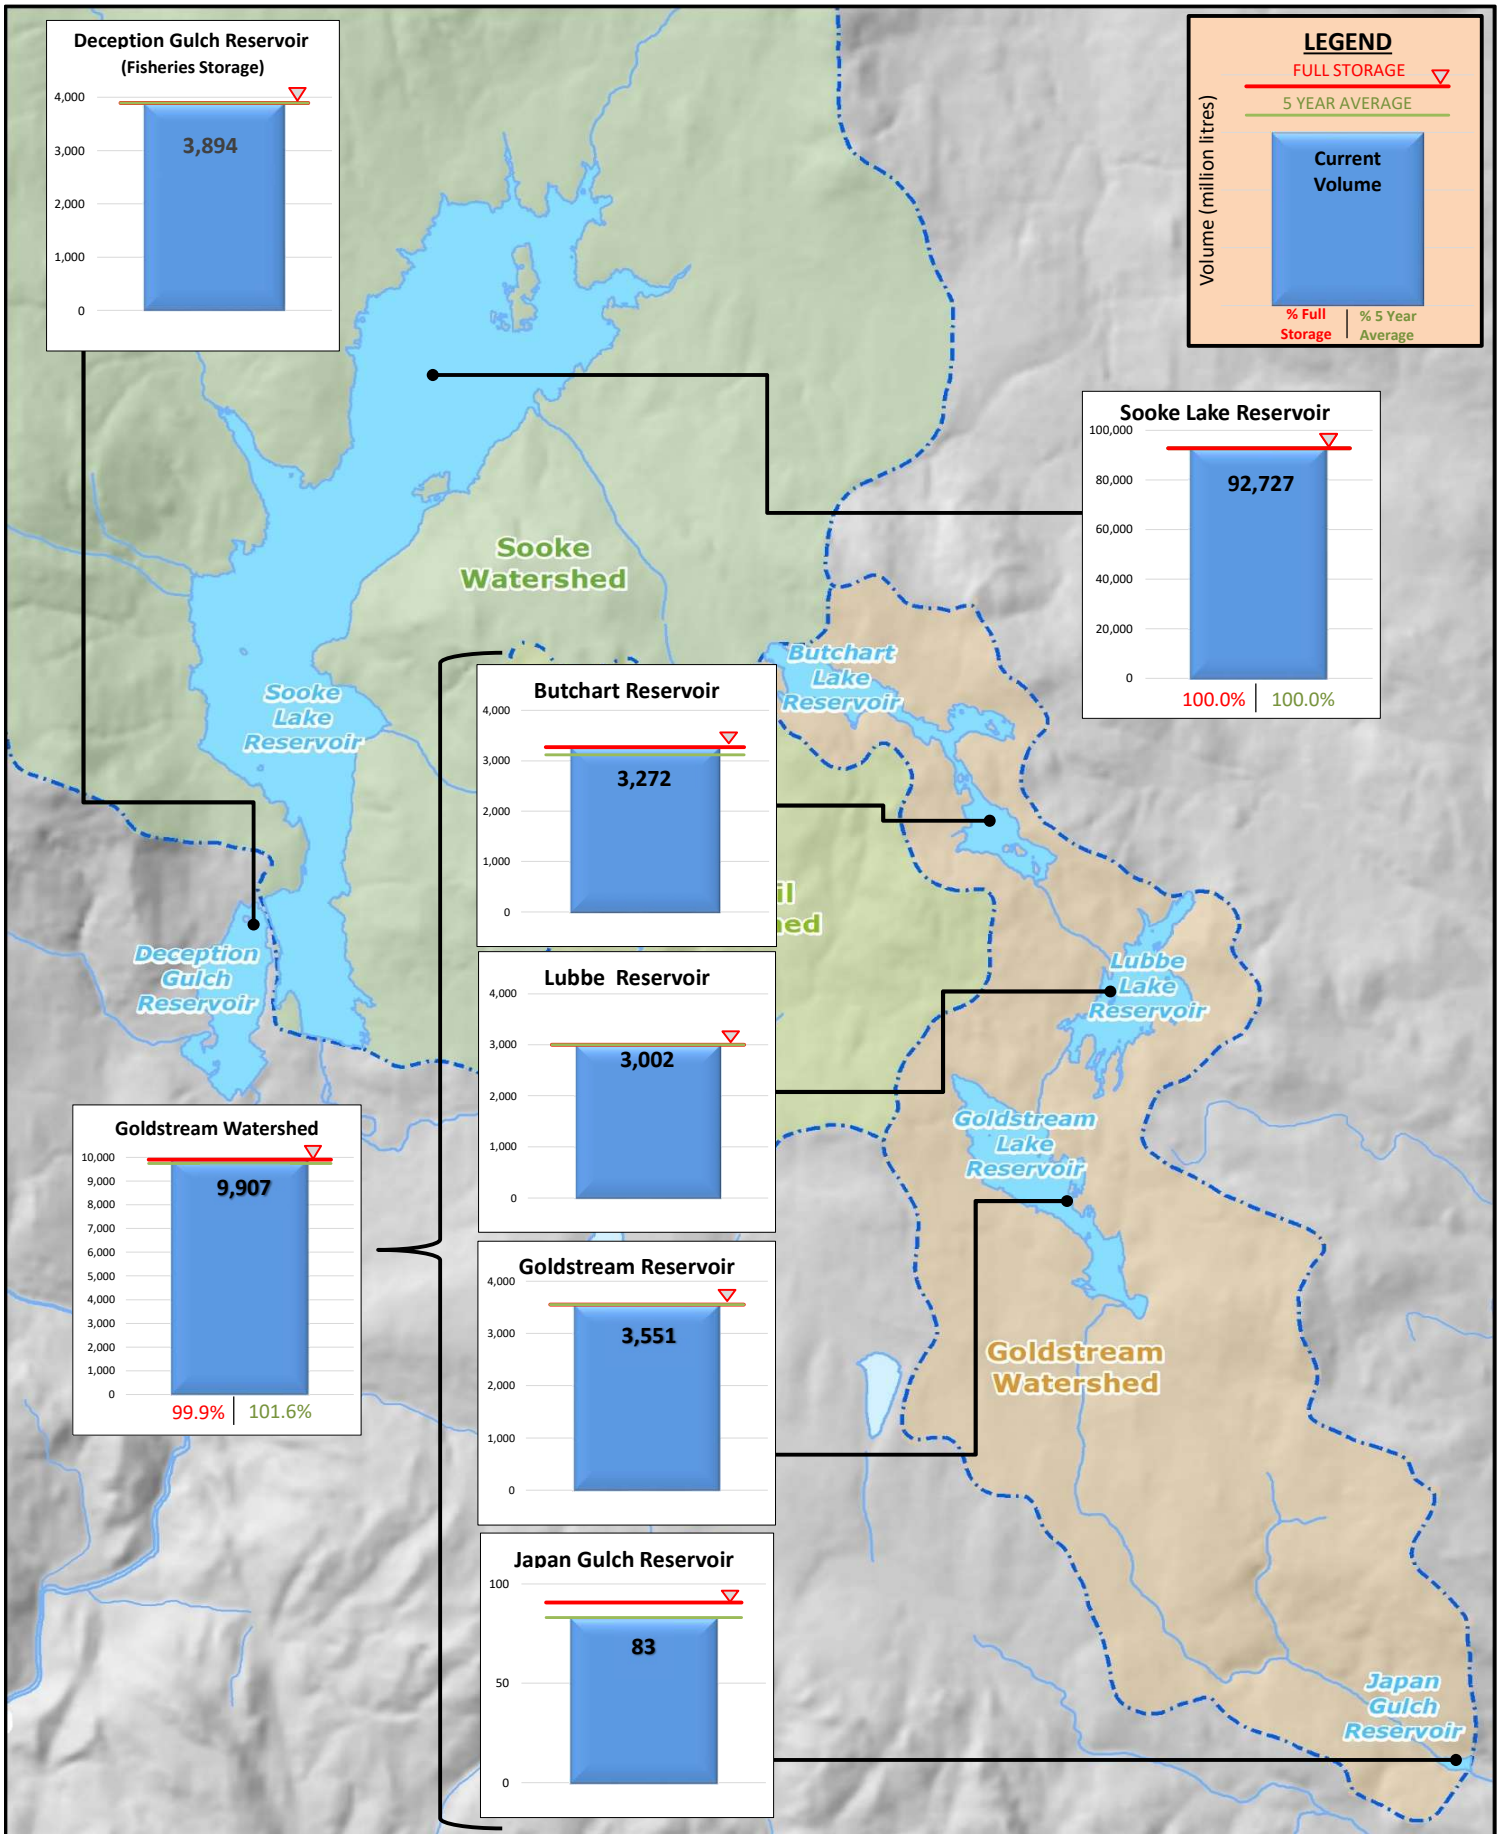 Deception Gulch Reservoir
(Fisheries Storage)
4,000
3,000
2,000
1,000
0
3,894
LEGEND
FULL STORAGE
5 YEAR AVERAGE
Current
Volume
Volume (million litres)
% Full
Storage
% 5 Year
Average
Sooke Lake Reservoir
100,000
80,000
60,000
40,000
20,000
0
92,727
100.0%
100.0%
Sooke
Watershed
Sooke
Lake
Reservoir
Butchart
Lake
Reservoir
Butchart Reservoir
4,000
3,000
2,000
1,000
0
3,272
il
ed
Deception
Gulch
Reservoir
Lubbe
Lake
Reservoir
Lubbe Reservoir
4,000
3,000
2,000
1,000
0
3,002
Goldstream
Lake
Reservoir
Goldstream Watershed
10,000
9,000
8,000
7,000
6,000
5,000
4,000
3,000
2,000
1,000
0
9,907
99.9%
101.6%
Goldstream Reservoir
4,000
3,000
2,000
1,000
0
3,551
Goldstream
Watershed
Japan Gulch Reservoir
100
50
0
83
Japan
Gulch
Reservoir